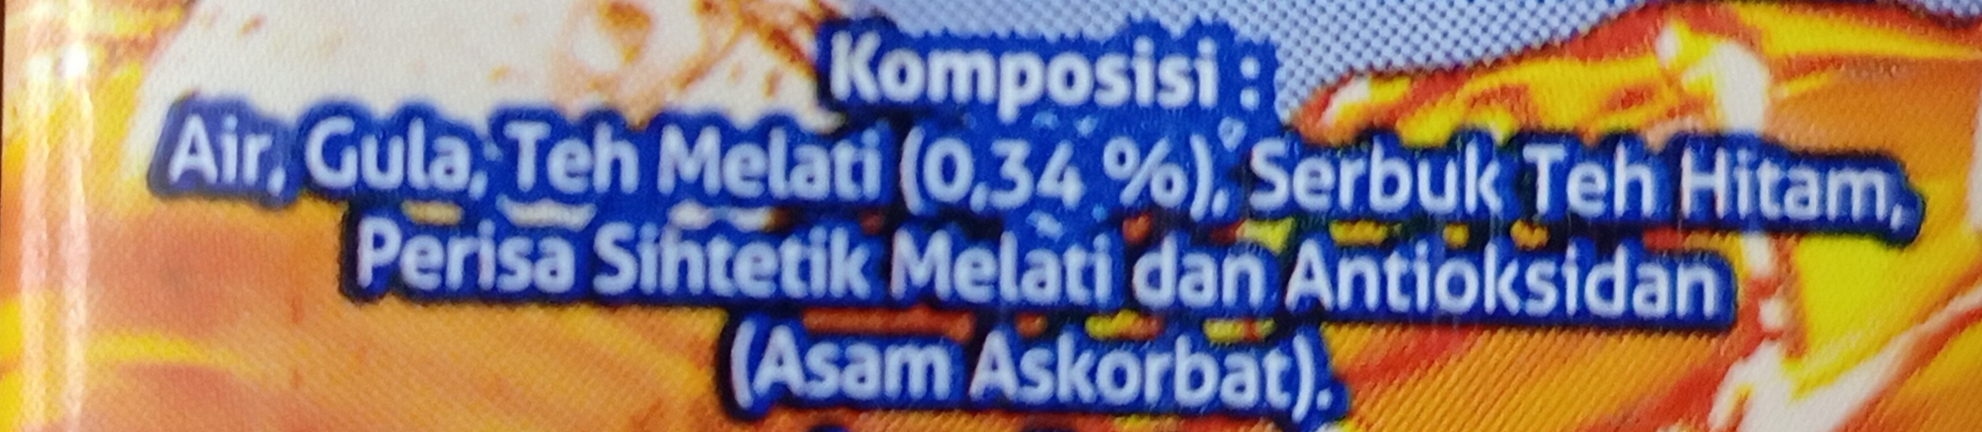 Komposisi :
Air, Gula, Teh Melati (0,34 %), Serbuk Teh Hitam,
Perisa Sintetik Melati dan Antioksidan
(Asam Askorbat).